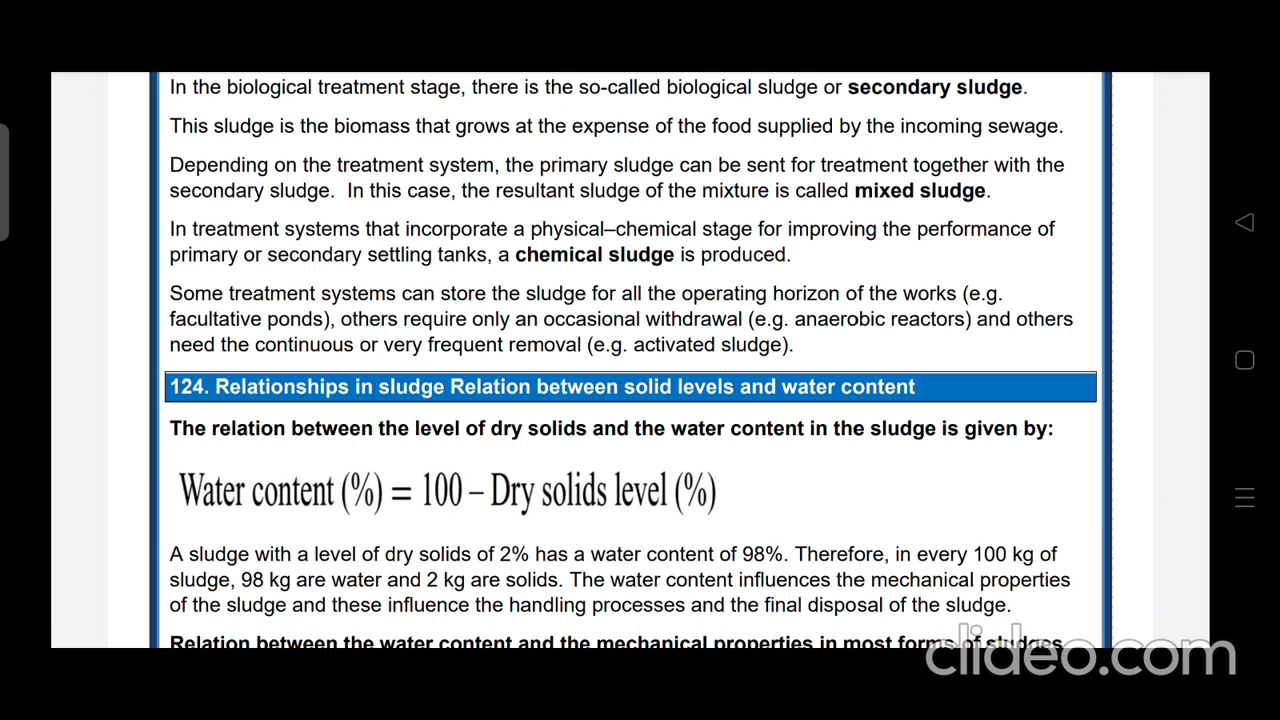 In the biological treatment stage, there is the so-called biological sludge or secondary sludge.
This sludge is the biomass that grows at the expense of the food supplied by the incoming sewage.
Depending on the treatment system, the primary sludge can be sent for treatment together with the
secondary sludge. In this case, the resultant sludge of the mixture is called mixed sludge.
In treatment systems that incorporate a physical–chemical stage for improving the performance of
primary or secondary settling tanks, a chemical sludge is produced.
Some treatment systems can store the sludge for all the operating horizon of the works (e.g.
facultative ponds), others require only an occasional withdrawal (e.g. anaerobic reactors) and others
need the continuous or very frequent removal (e.g. activated sludge).
124. Relationships in sludge Relation between solid levels and water content
The relation between the level of dry solids and the water content in the sludge is given by:
Water content (%) = 100 – Dry solids level (%)
A sludge with a level of dry solids of 2% has a water content of 98%. Therefore, in every 100 kg of
sludge, 98 kg are water and 2 kg are solids. The water content influences the mechanical properties
of the sludge and these influence the handling processes and the final disposal of the sludge.
Relation between the water content and the mechanical properties in most forms of sludges
clideo.com